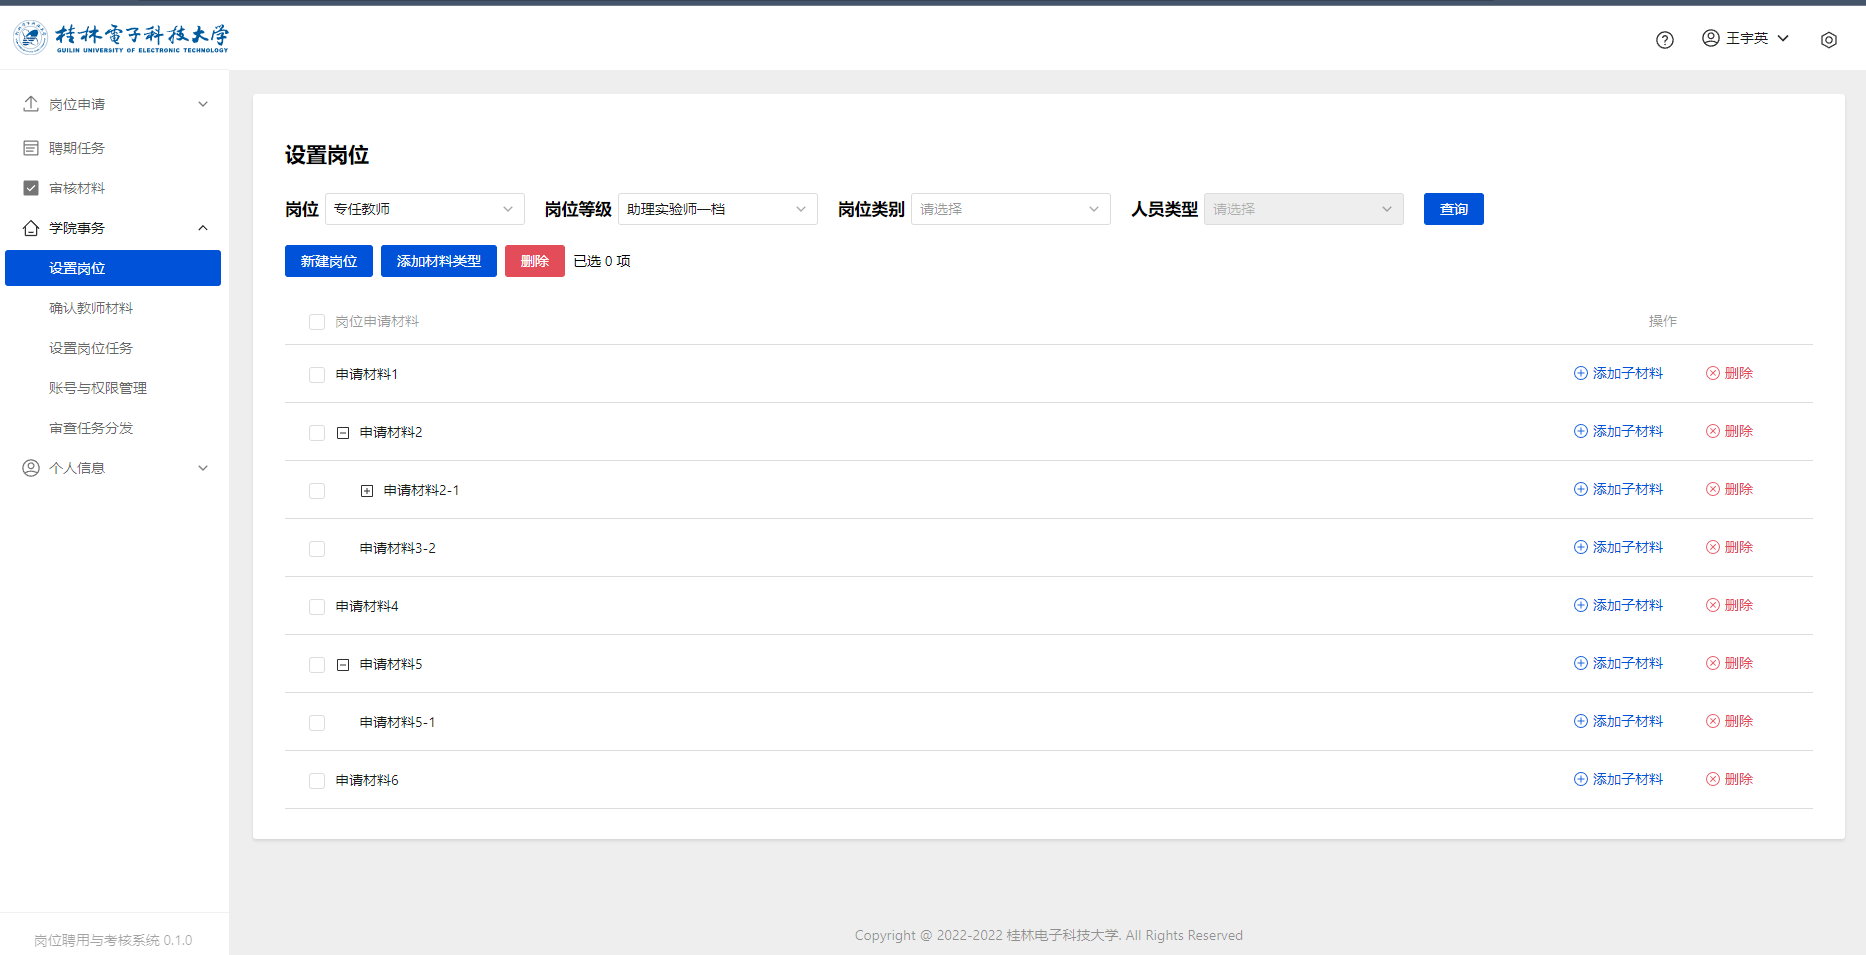 桂林電子科技大学
GUILIN UNIVERSITY OF ELECTRONIC TECHNOLOGY
王宇英
岗位申请
聘期任务
审核材料
学院事务
设置岗位
确认教师材料
设置岗位任务
账号与权限管理
审查任务分发
个人信息
岗位聘用与考核系统 0.1.0
设置岗位
岗位 专任教师 岗位等级 助理实验师一档 岗位类别 请选择 人员类型 请选择 查询
新建岗位 添加材料类型 删除 已选 0 项
岗位申请材料 操作
申请材料1 添加子材料 删除
申请材料2 添加子材料 删除
申请材料2-1 添加子材料 删除
申请材料3-2 添加子材料 删除
申请材料4 添加子材料 删除
申请材料5 添加子材料 删除
申请材料5-1 添加子材料 删除
申请材料6 添加子材料 删除
Copyright @ 2022-2022 桂林电子科技大学. All Rights Reserved